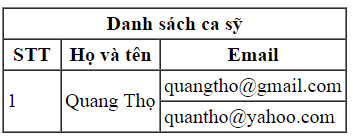 Danh sách ca sỹ
STT Họ và tên Email
1 Quang Thọ quangtho@gmail.com
quantho@yahoo.com